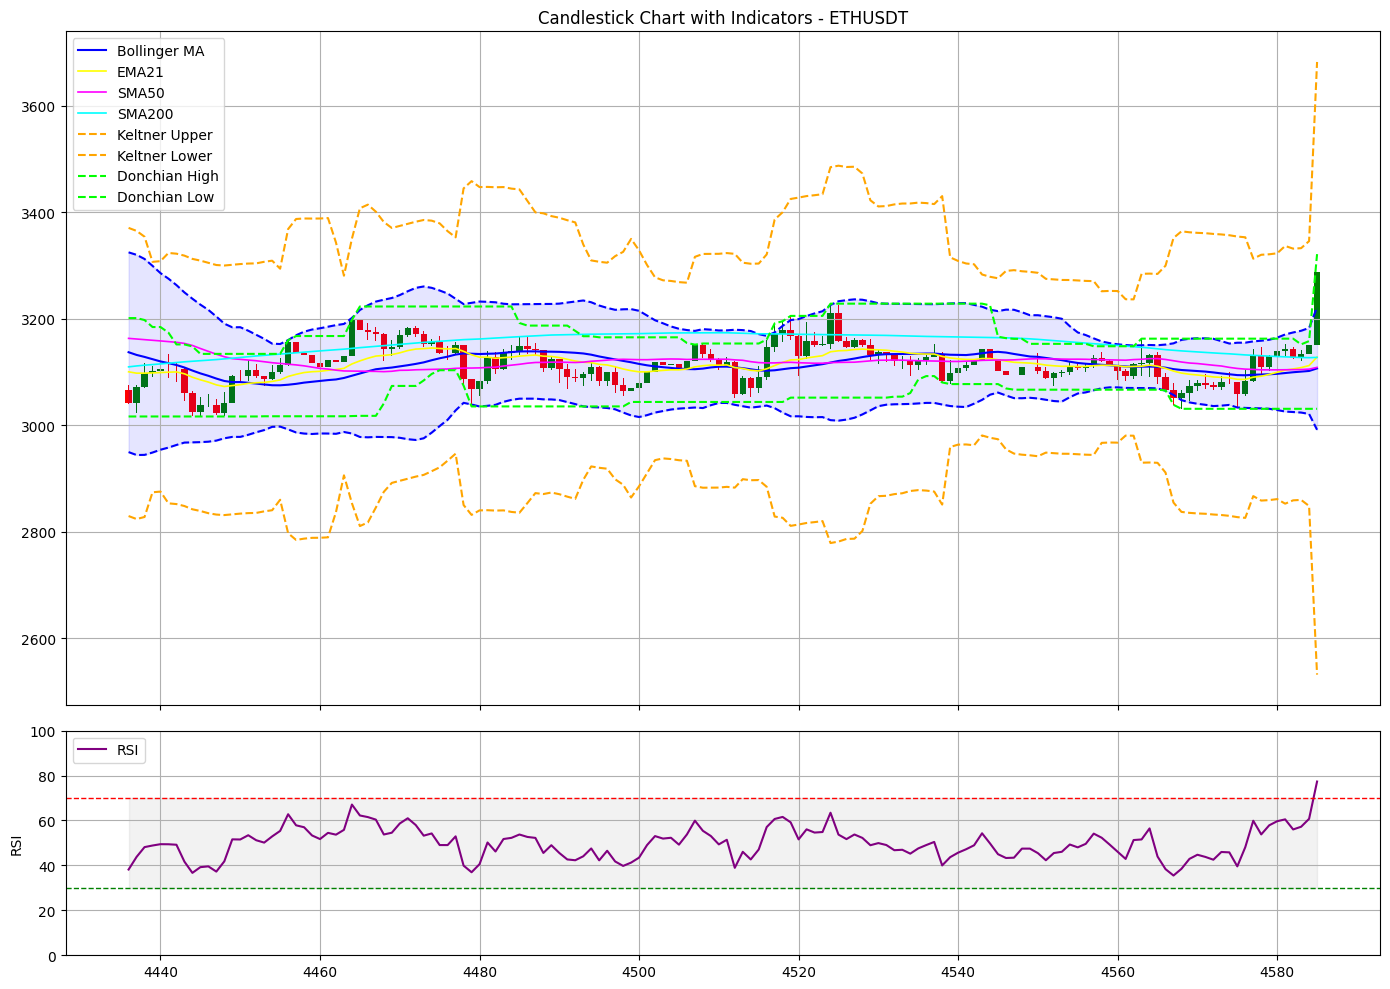 Candlestick Chart with Indicators - ETHUSDT
Bollinger MA
EMA21
SMA50
SMA200
Keltner Upper
Keltner Lower
Donchian High
Donchian Low
3600
3400
3200
3000
2800
2600
RSI
100
80
60
40
20
0
RSI
4440 4460 4480 4500 4520 4540 4560 4580